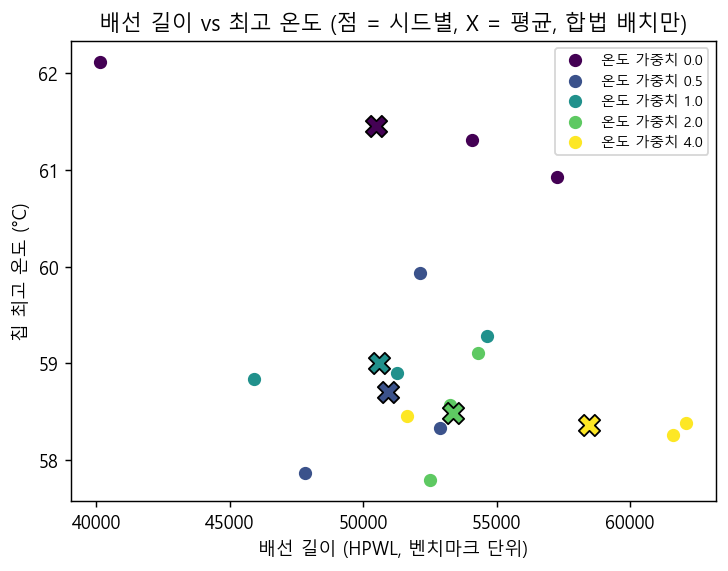 배선 길이 vs 최고 온도 (점 = 시드별, X = 평균, 합법 배치만)
온도 가중치 0.0
온도 가중치 0.5
온도 가중치 1.0
온도 가중치 2.0
온도 가중치 4.0
칩 최고 온도 (°C)
62
61
60
59
58
40000
45000
50000
55000
60000
배선 길이 (HPWL, 벤치마크 단위)